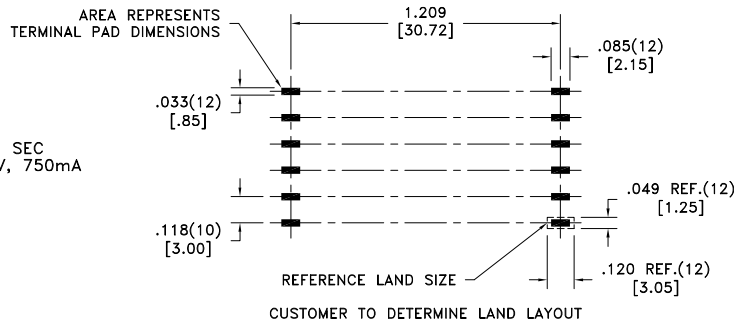 AREA REPRESENTS
TERMINAL PAD DIMENSIONS
1.209
[30.72]
.085(12)
[2.15]
.033(12)
[.85]
SEC
, 750mA
.049 REF.(12)
[1.25]
.118(10)
[3.00]
REFERENCE LAND SIZE
.120 REF.(12)
[3.05]
CUSTOMER TO DETERMINE LAND LAYOUT